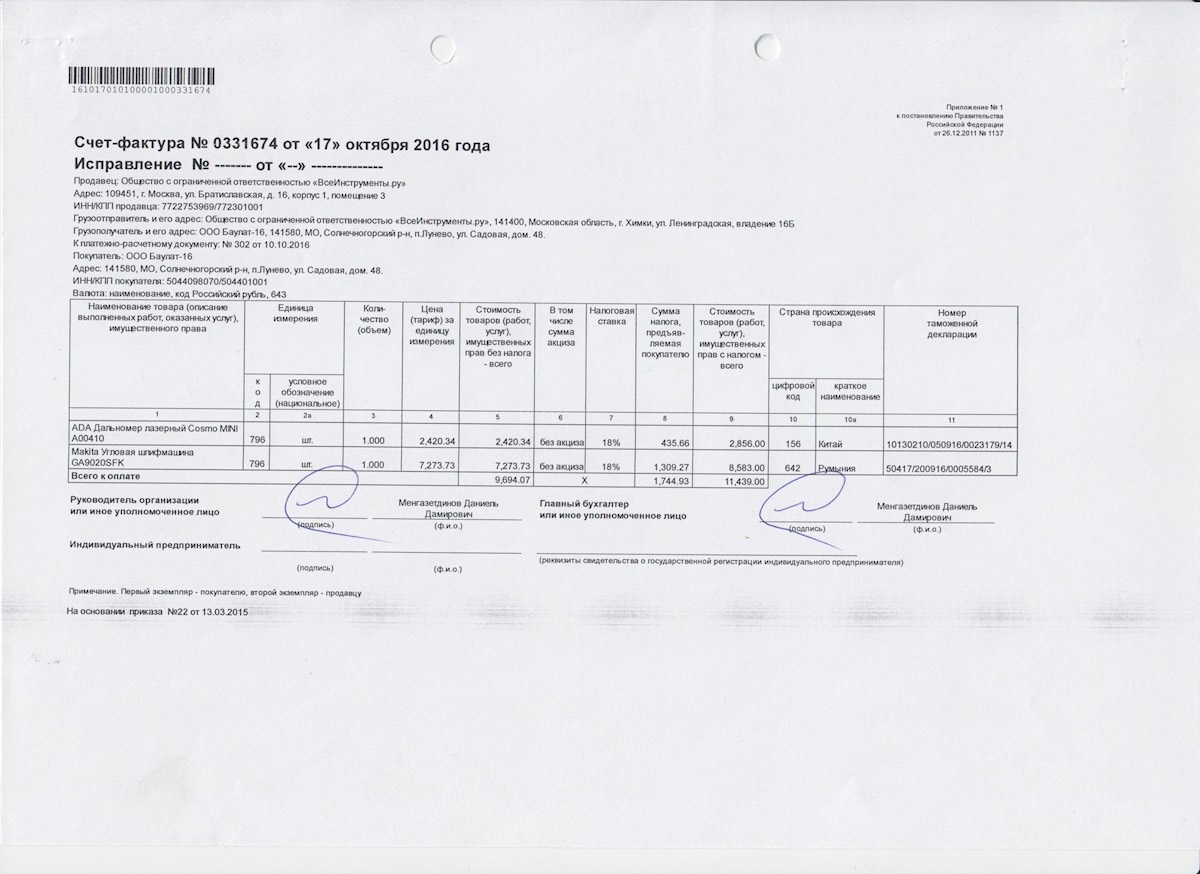 161017010100001000331674
Приложение № 1
к постановлению Правительства
Российской Федерации
от 26.12.2011 № 1137
Счет-фактура № 0331674 от «17» октября 2016 года
Исправление № ------- от «--» --------------
Продавец: Общество с ограниченной ответственностью «ВсеИнструменты.ру»
Адрес: 109451, г. Москва, ул. Братиславская, д. 16, корпус 1, помещение 3
ИНН/КПП продавца: 7722753969/772301001
Грузоотправитель и его адрес: Общество с ограниченной ответственностью «ВсеИнструменты.ру», 141400, Московская область, г. Химки, ул. Ленинградская, владение 16Б
Грузополучатель и его адрес: ООО Баулат-16, 141580, МО, Солнечногорский р-н, п.Лунево, ул. Садовая, дом. 48.
К платежно-расчетному документу: № 302 от 10.10.2016
Покупатель: ООО Баулат-16
Адрес: 141580, МО, Солнечногорский р-н, п.Лунево, ул. Садовая, дом. 48.
ИНН/КПП покупателя: 5044098070/504401001
Валюта: наименование, код Российский рубль, 643
Наименование товара (описание
выполненных работ, оказанных услуг),
имущественного права
Единица
измерения
к
о
д
условное
обозначение
(национальное)
Коли-
чество
(объем)
Цена
(тариф) за
единицу
измерения
Стоимость
товаров (работ,
услуг),
имущественных
прав без налога
- всего
В том
числе
сумма
акциза
Налоговая
ставка
Сумма
налога,
предъяв-
ляемая
покупателю
Стоимость
товаров (работ,
услуг),
имущественных
прав с налогом -
всего
Страна происхождения
товара
цифровой
код
краткое
наименование
Номер
таможенной
декларации
1 2 2а 3 4 5 6 7 8 9 10 10а 11
ADA Дальномер лазерный Cosmo MINI
A00410 796 шт. 1.000 2,420.34 2,420.34 без акциза 18% 435.66 2,856.00 156 Китай 10130210/050916/0023179/14
Makita Угловая шлифмашина
GA9020SFK 796 шт. 1.000 7,273.73 7,273.73 без акциза 18% 1,309.27 8,583.00 642 Румыния 50417/200916/0005584/3
Всего к оплате 9,694.07 X 1,744.93 11,439.00
Руководитель организации
или иное уполномоченное лицо
(подпись)
Менгазетдинов Даниель
Дамирович
(ф.и.о.)
Главный бухгалтер
или иное уполномоченное лицо
(подпись)
Менгазетдинов Даниель
Дамирович
(ф.и.о.)
Индивидуальный предприниматель
(подпись)
(ф.и.о.)
(реквизиты свидетельства о государственной регистрации индивидуального предпринимателя)
Примечание. Первый экземпляр - покупателю, второй экземпляр - продавцу
На основании приказа №22 от 13.03.2015